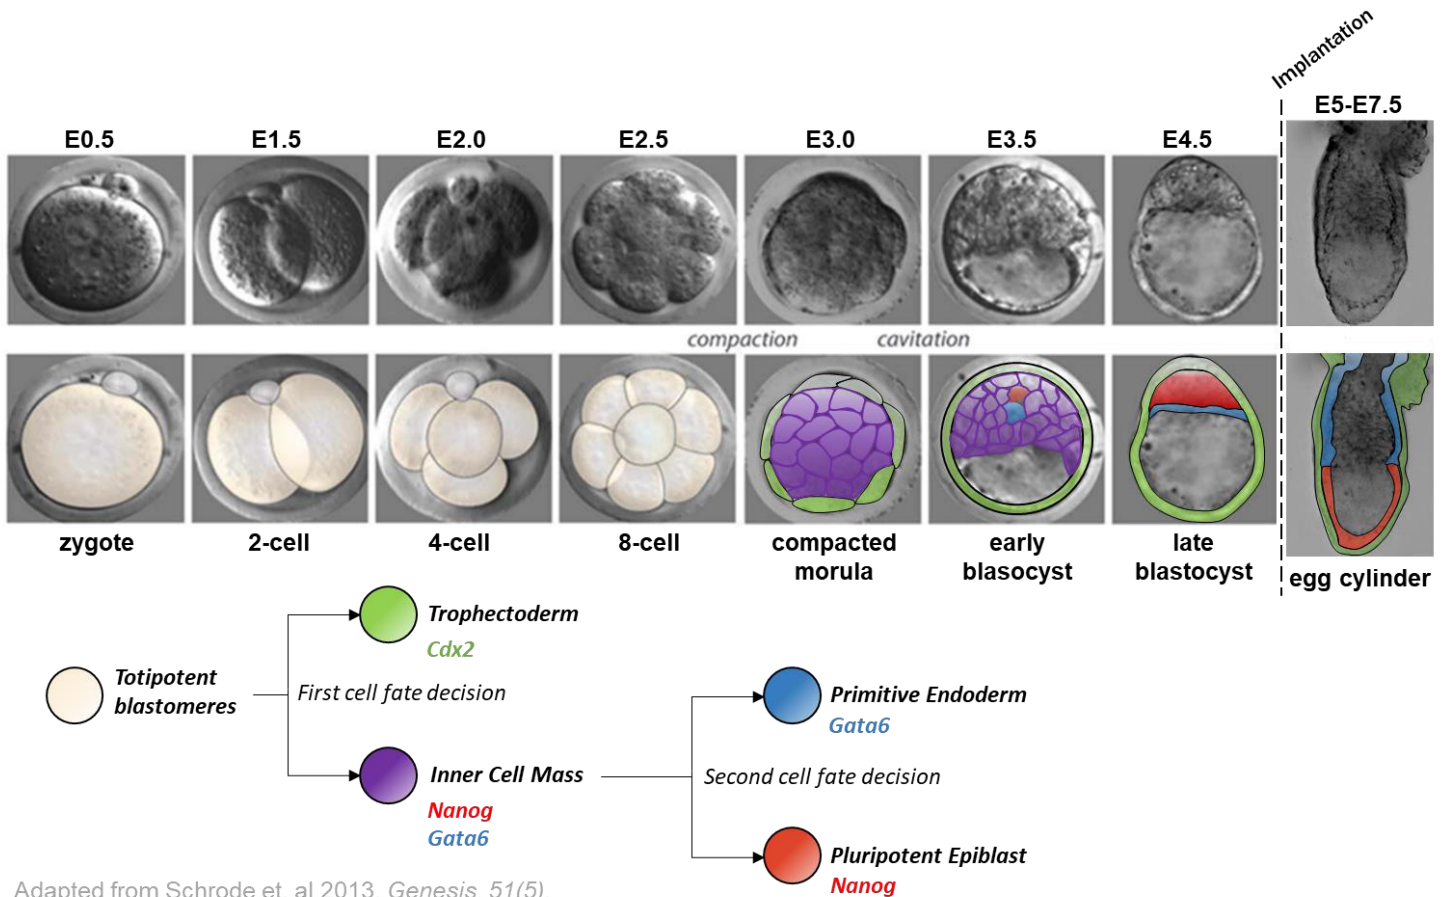 Implantation
E0.5 E1.5 E2.0 E2.5 E3.0 E3.5 E4.5 E5-E7.5
compaction cavitation
zygote 2-cell 4-cell 8-cell compacted early late egg cylinder
morula blasocyst blastocyst
Trophectoderm
Cdx2
Totipotent
blastomeres
First cell fate decision
Inner Cell Mass
Nanog
Gata6
Primitive Endoderm
Gata6
Second cell fate decision
Pluripotent Epiblast
Nanog
Adapted from Schrode et. al 2013. Genesis, 51(5)